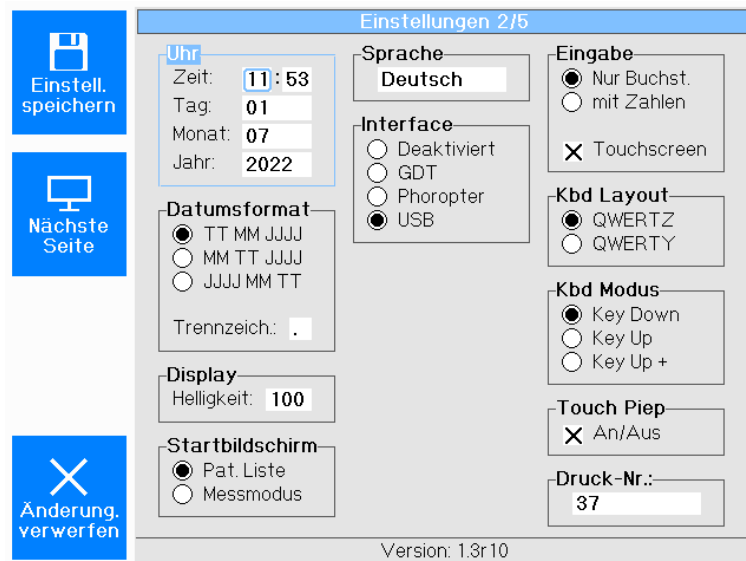 Einstellungen 2/5
Einstell.
speichern
Nächste
Seite
Änderung.
verwerfen
Uhr
Zeit: 11:53
Tag: 01
Monat: 07
Jahr: 2022
Datumsformat
TT MM JJJJ
MM TT JJJJ
JJJJ MM TT
Trennzeich.: .
Display
Helligkeit: 100
Startbildschirm
Pat. Liste
Messmodus
Sprache
Deutsch
Interface
Deaktiviert
GDT
Phoropter
USB
Eingabe
Nur Buchst.
mit Zahlen
Touchscreen
Kbd Layout
QWERTZ
QWERTY
Kbd Modus
Key Down
Key Up
Key Up +
Touch Piep
An/Aus
Druck-Nr.:
37
Version: 1.3r10